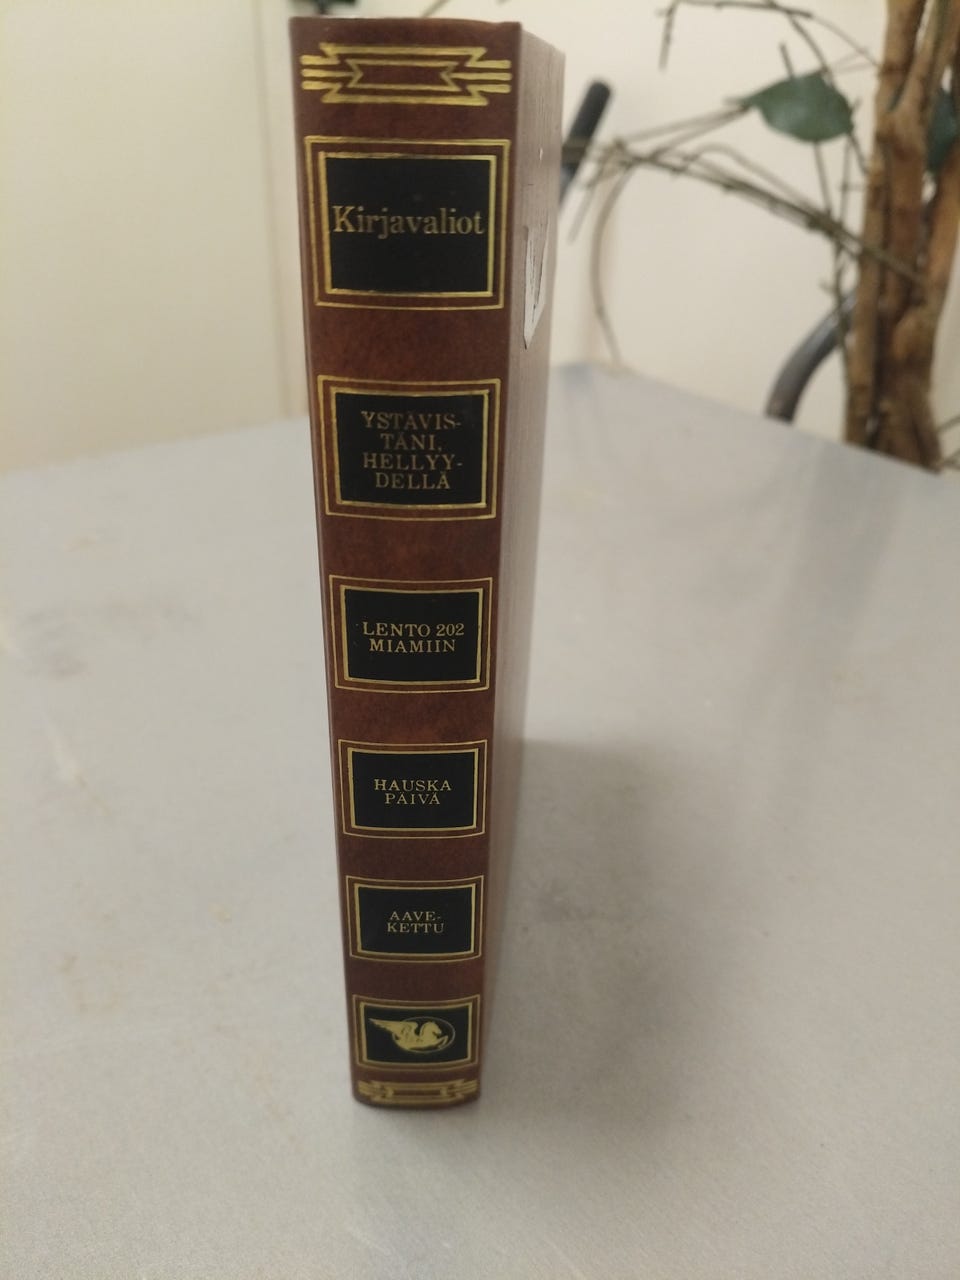 Kirjavaliot
YSTÄVIS-
TÄNI,
HELLYY-
DELLÄ
LENTO 202
MIAMIIN
HAUSKA
PÄIVÄ
AAVE-
KETTU